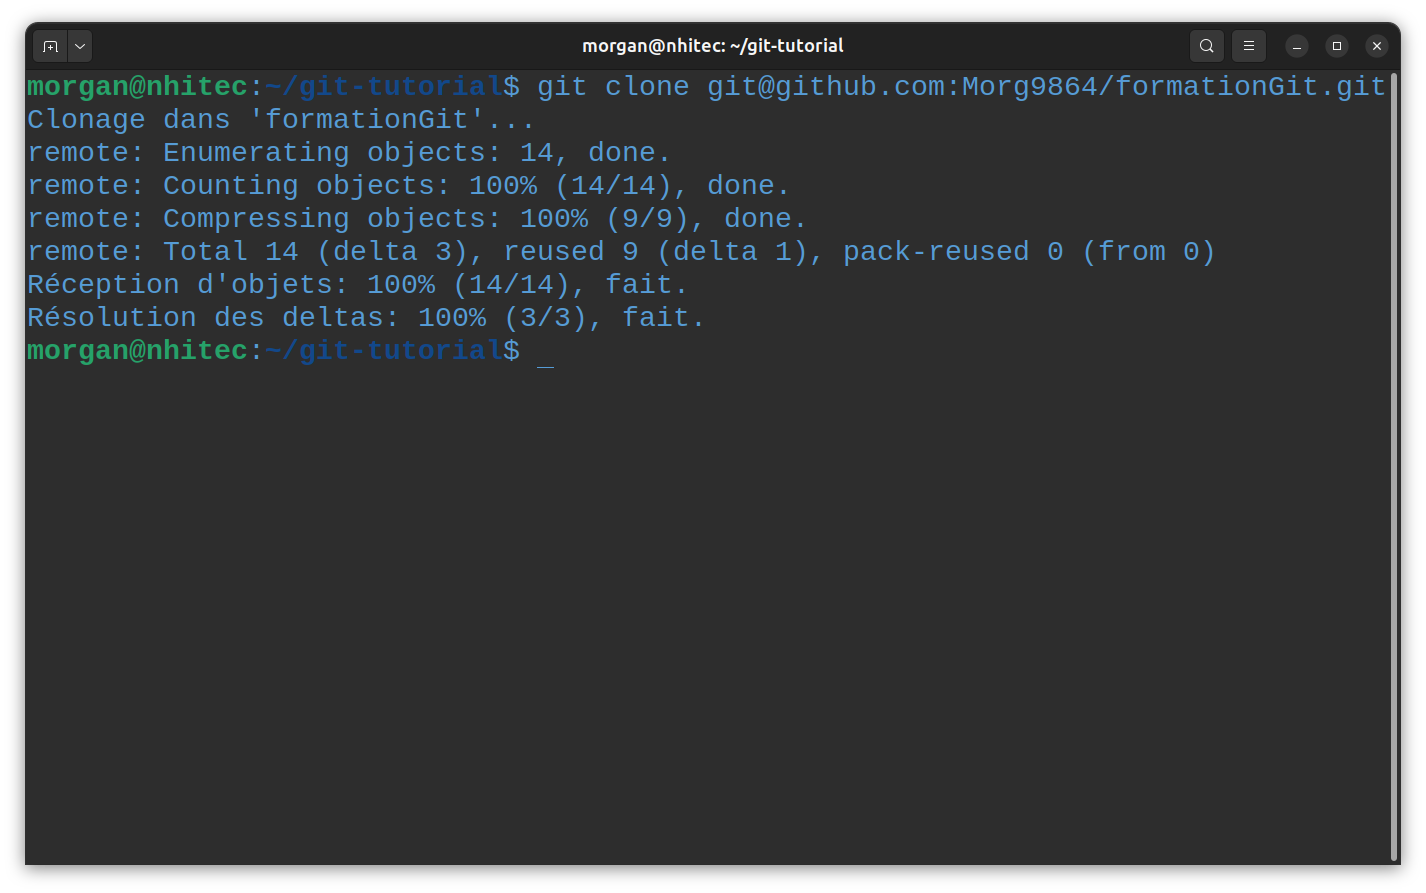 morgan@nhitec: ~/git-tutorial
morgan@nhitec:~/git-tutorial$ git clone git@github.com:Morg9864/formationGit.git
Clonage dans 'formationGit'...
remote: Enumerating objects: 14, done.
remote: Counting objects: 100% (14/14), done.
remote: Compressing objects: 100% (9/9), done.
remote: Total 14 (delta 3), reused 9 (delta 1), pack-reused 0 (from 0)
Réception d'objets: 100% (14/14), fait.
Résolution des deltas: 100% (3/3), fait.
morgan@nhitec:~/git-tutorial$ _